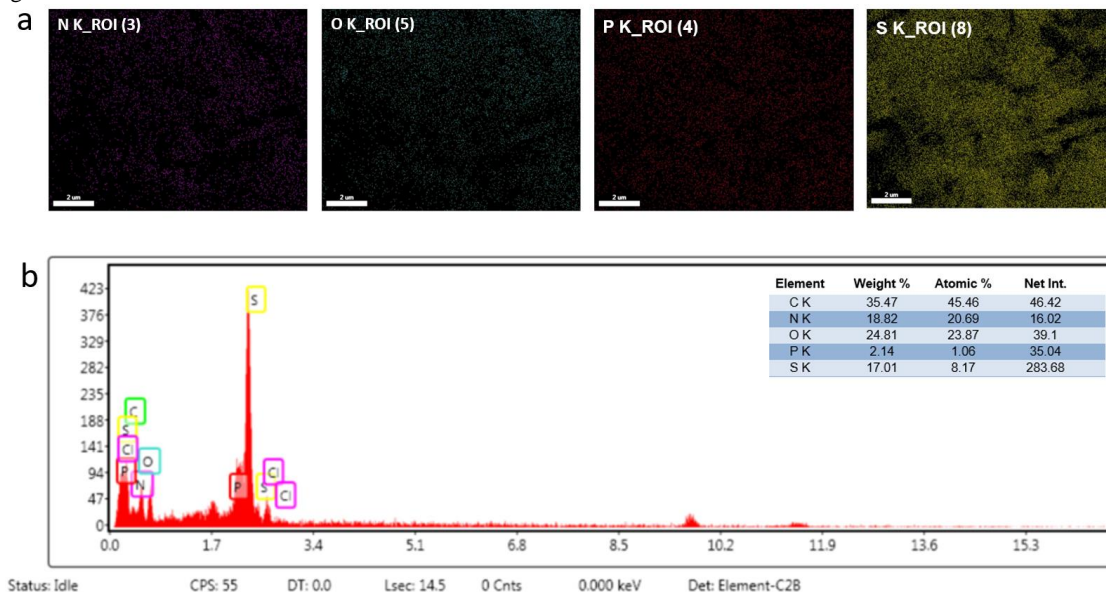 a
N K_ROI (3) O K_ROI (5) P K_ROI (4) S K_ROI (8)
2 um 2 um 2 um 2 um
b
Element Weight % Atomic % Net Int.
C K 35.47 45.46 46.42
N K 18.82 20.69 16.02
O K 24.81 23.87 39.1
P K 2.14 1.06 35.04
S K 17.01 8.17 283.68
423
376
329
282
235
188
141
94
47
0
S
C
S
Cl
O
P
N
P
S
Cl
Cl
0.0 1.7 3.4 5.1 6.8 8.5 10.2 11.9 13.6 15.3
Status: Idle CPS: 55 DT: 0.0 Lsec: 14.5 0 Cnts 0.000 keV Det: Element-C2B